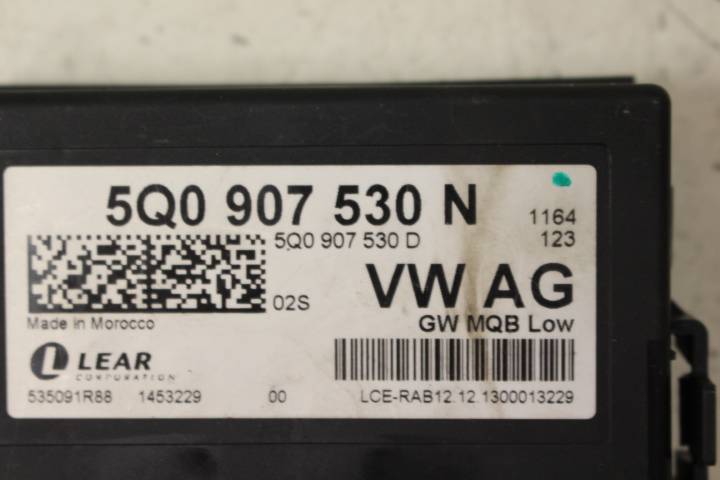 5Q0 907 530 N
1164
5Q0 907 530 D
123
02S
VW AG
Made in Morocco
GW MQB Low
LEAR
CORPORATION
535091R88 1453229 00 LCE-RAB12.12.1300013229